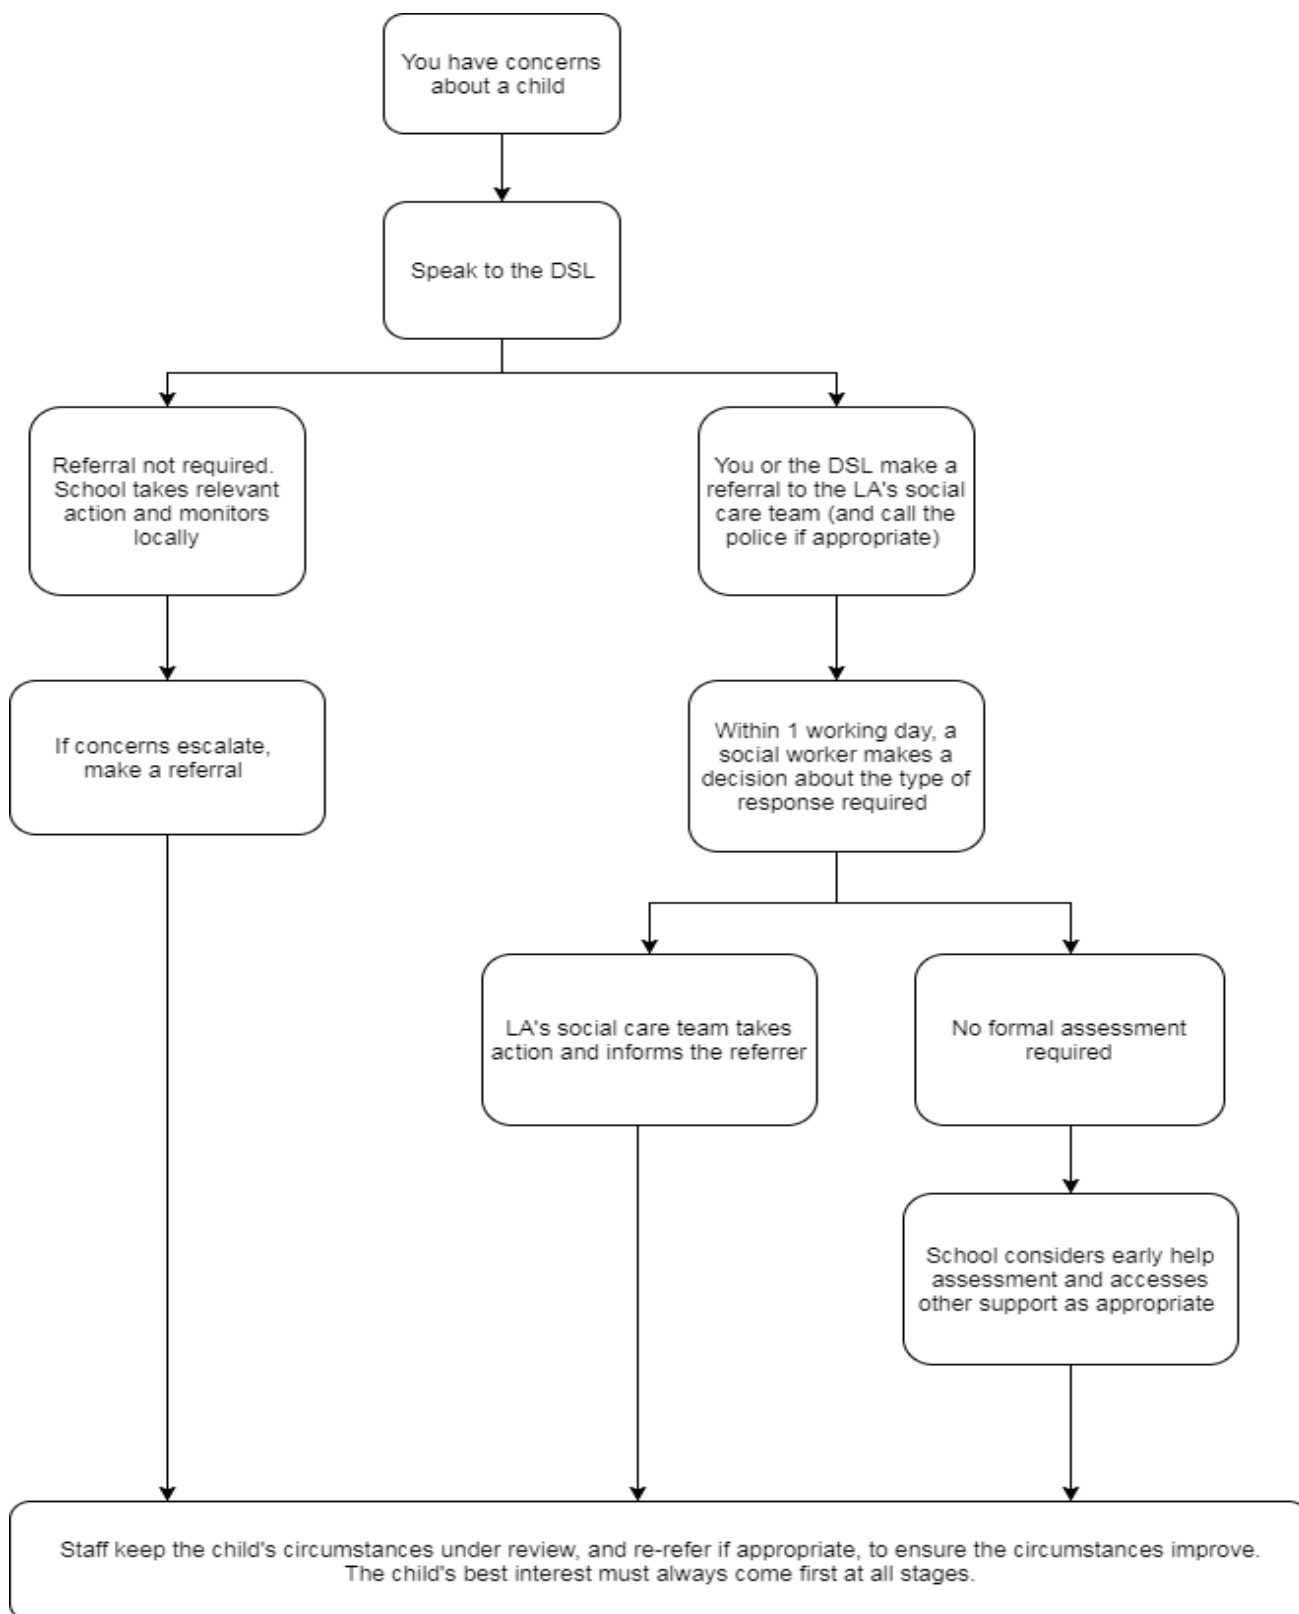 You have concerns
about a child
Speak to the DSL
Referral not required.
School takes relevant
action and monitors
locally
You or the DSL make a
referral to the LA's social
care team (and call the
police if appropriate)
If concerns escalate,
make a referral
Within 1 working day, a
social worker makes a
decision about the type of
response required
LA's social care team takes
action and informs the referrer
No formal assessment
required
School considers early help
assessment and accesses
other support as appropriate
Staff keep the child's circumstances under review, and re-refer if appropriate, to ensure the circumstances improve.
The child's best interest must always come first at all stages.